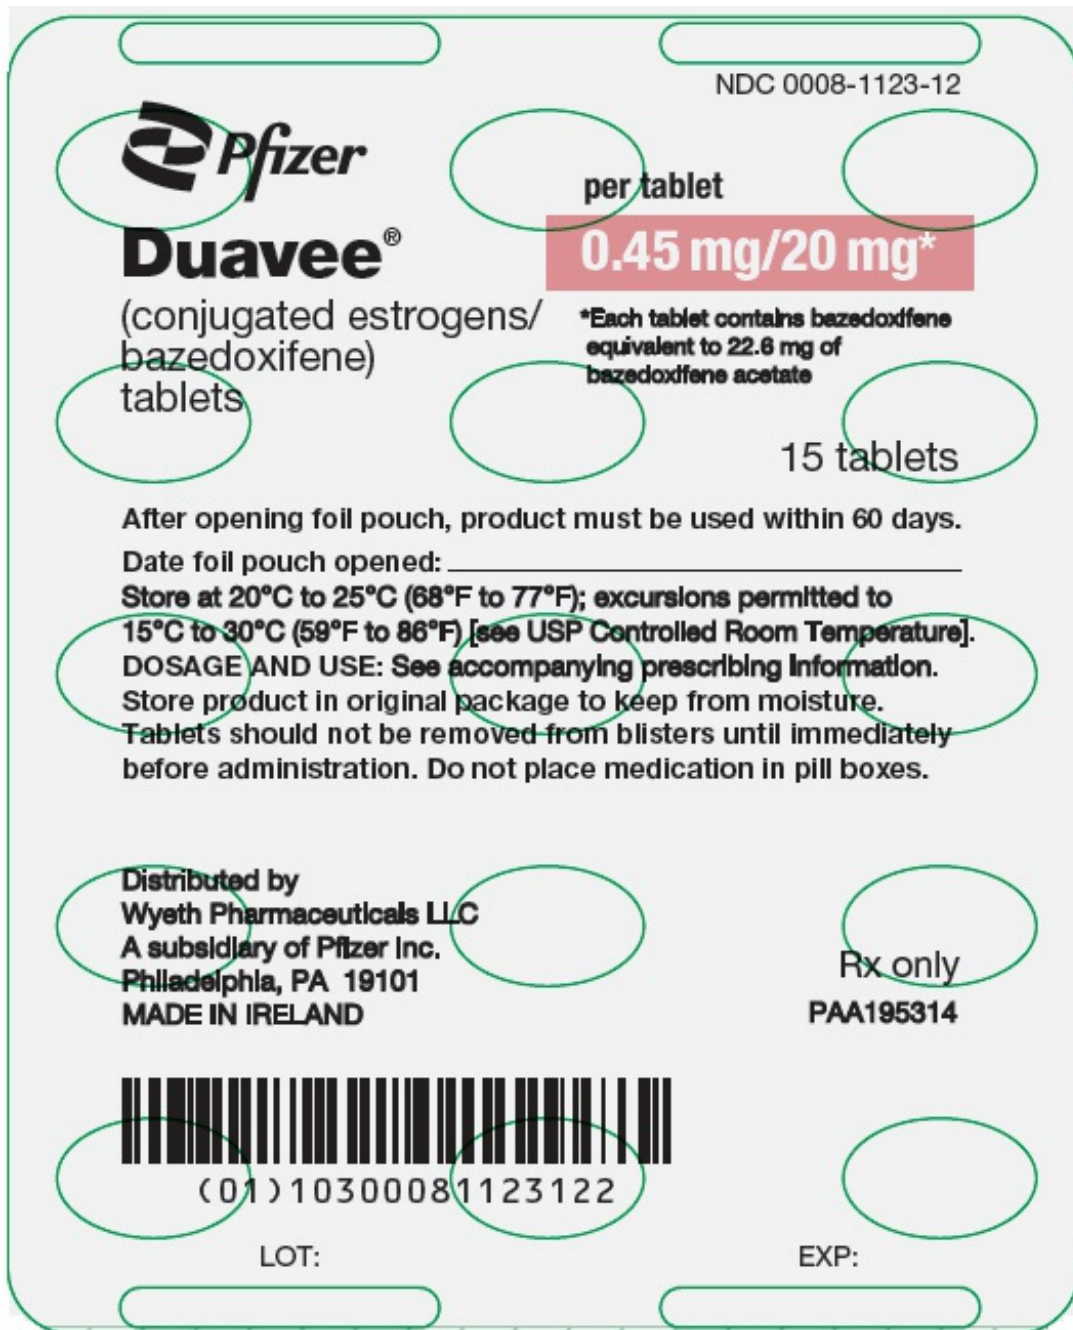 NDC 0008-1123-12
Pfizer
per tablet
Duavee®
0.45 mg/20 mg*
(conjugated estrogens/
bazedoxifene)
tablets
*Each tablet contains bazedoxifene
equivalent to 22.6 mg of
bazedoxifene acetate
15 tablets
After opening foil pouch, product must be used within 60 days.
Date foil pouch opened:
Store at 20°C to 25°C (68°F to 77°F); excursions permitted to
15°C to 30°C (59°F to 86°F) [see USP Controlled Room Temperature].
DOSAGE AND USE: See accompanying prescribing information.
Store product in original package to keep from moisture.
Tablets should not be removed from blisters until immediately
before administration. Do not place medication in pill boxes.
Distributed by
Wyeth Pharmaceuticals LLC
A subsidiary of Pfizer Inc.
Philadelphia, PA 19101
MADE IN IRELAND
Rx only
PAA195314
(01)10300081123122
LOT:
EXP: